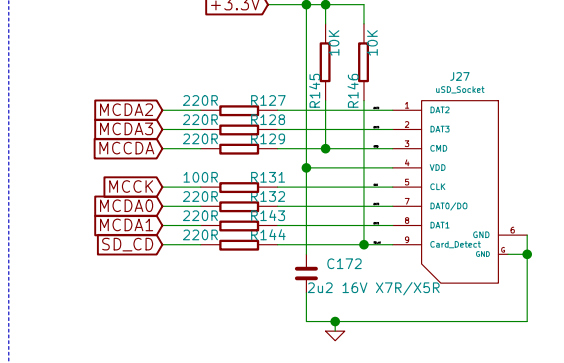 +3.3V
10K 10K
R145 R146
J27
uSD_Socket
MCDA2 220R R127 1 DAT2
MCDA3 220R R128 2 DAT3
MCCDA 220R R129 3 CMD
4 VDD
MCCK 100R R131 5 CLK
MCDA0 220R R132 7 DAT0/DO
MCDA1 220R R143 8 DAT1
SD_CD 220R R144 9 Card_Detect
GND 6
GND G
C172
2u2 16V X7R/X5R